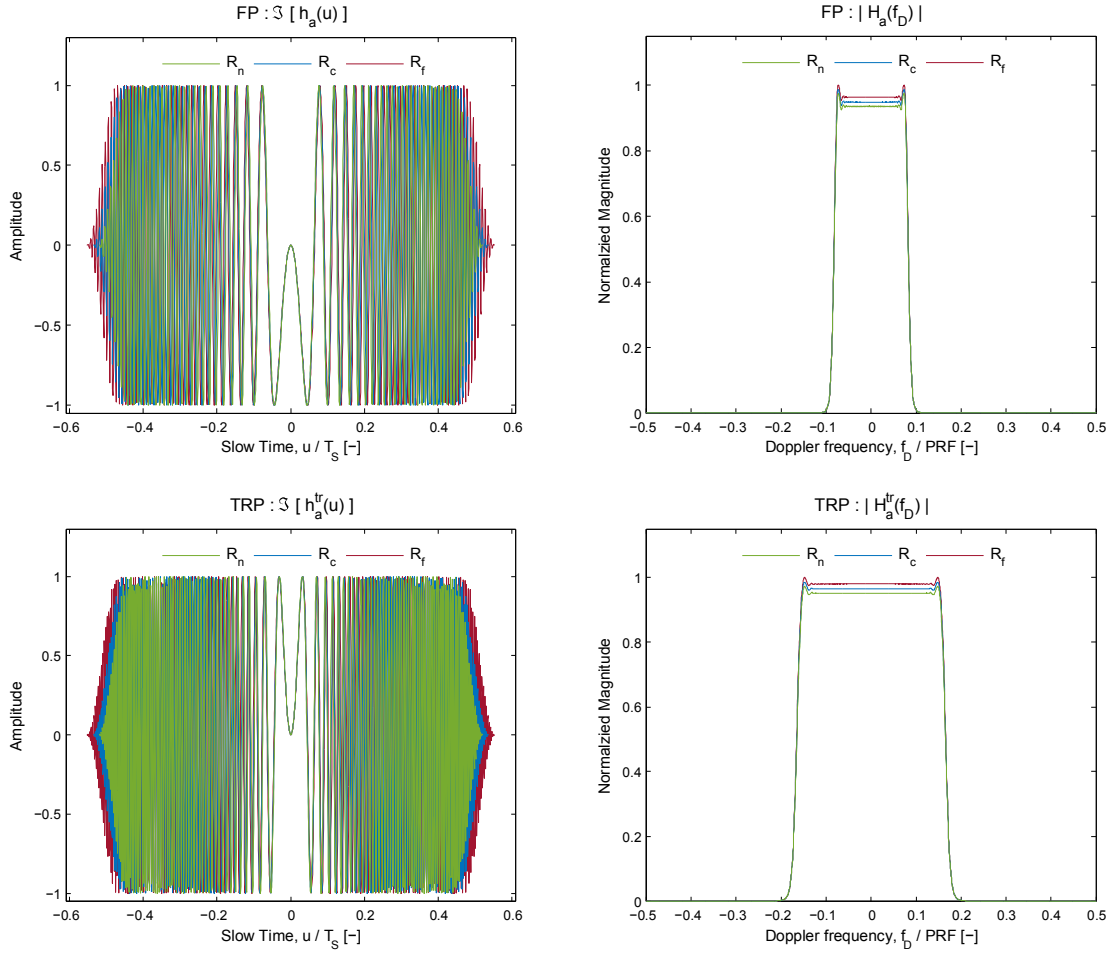 FP : ℑ [ hₐ(u) ]
R_n R_c R_f
Amplitude
1
0.5
0
−0.5
−1
−0.6 −0.4 −0.2 0 0.2 0.4 0.6
Slow Time, u / T_S [−]
FP : | Hₐ(f_D) |
R_n R_c R_f
Normalzied Magnitude
1
0.8
0.6
0.4
0.2
0
−0.5 −0.4 −0.3 −0.2 −0.1 0 0.1 0.2 0.3 0.4 0.5
Doppler frequency, f_D / PRF [−]
TRP : ℑ [ h_a^tr(u) ]
R_n R_c R_f
Amplitude
1
0.5
0
−0.5
−1
−0.6 −0.4 −0.2 0 0.2 0.4 0.6
Slow Time, u / T_S [−]
TRP : | H_a^tr(f_D) |
R_n R_c R_f
Normalzied Magnitude
1
0.8
0.6
0.4
0.2
0
−0.5 −0.4 −0.3 −0.2 −0.1 0 0.1 0.2 0.3 0.4 0.5
Doppler frequency, f_D / PRF [−]